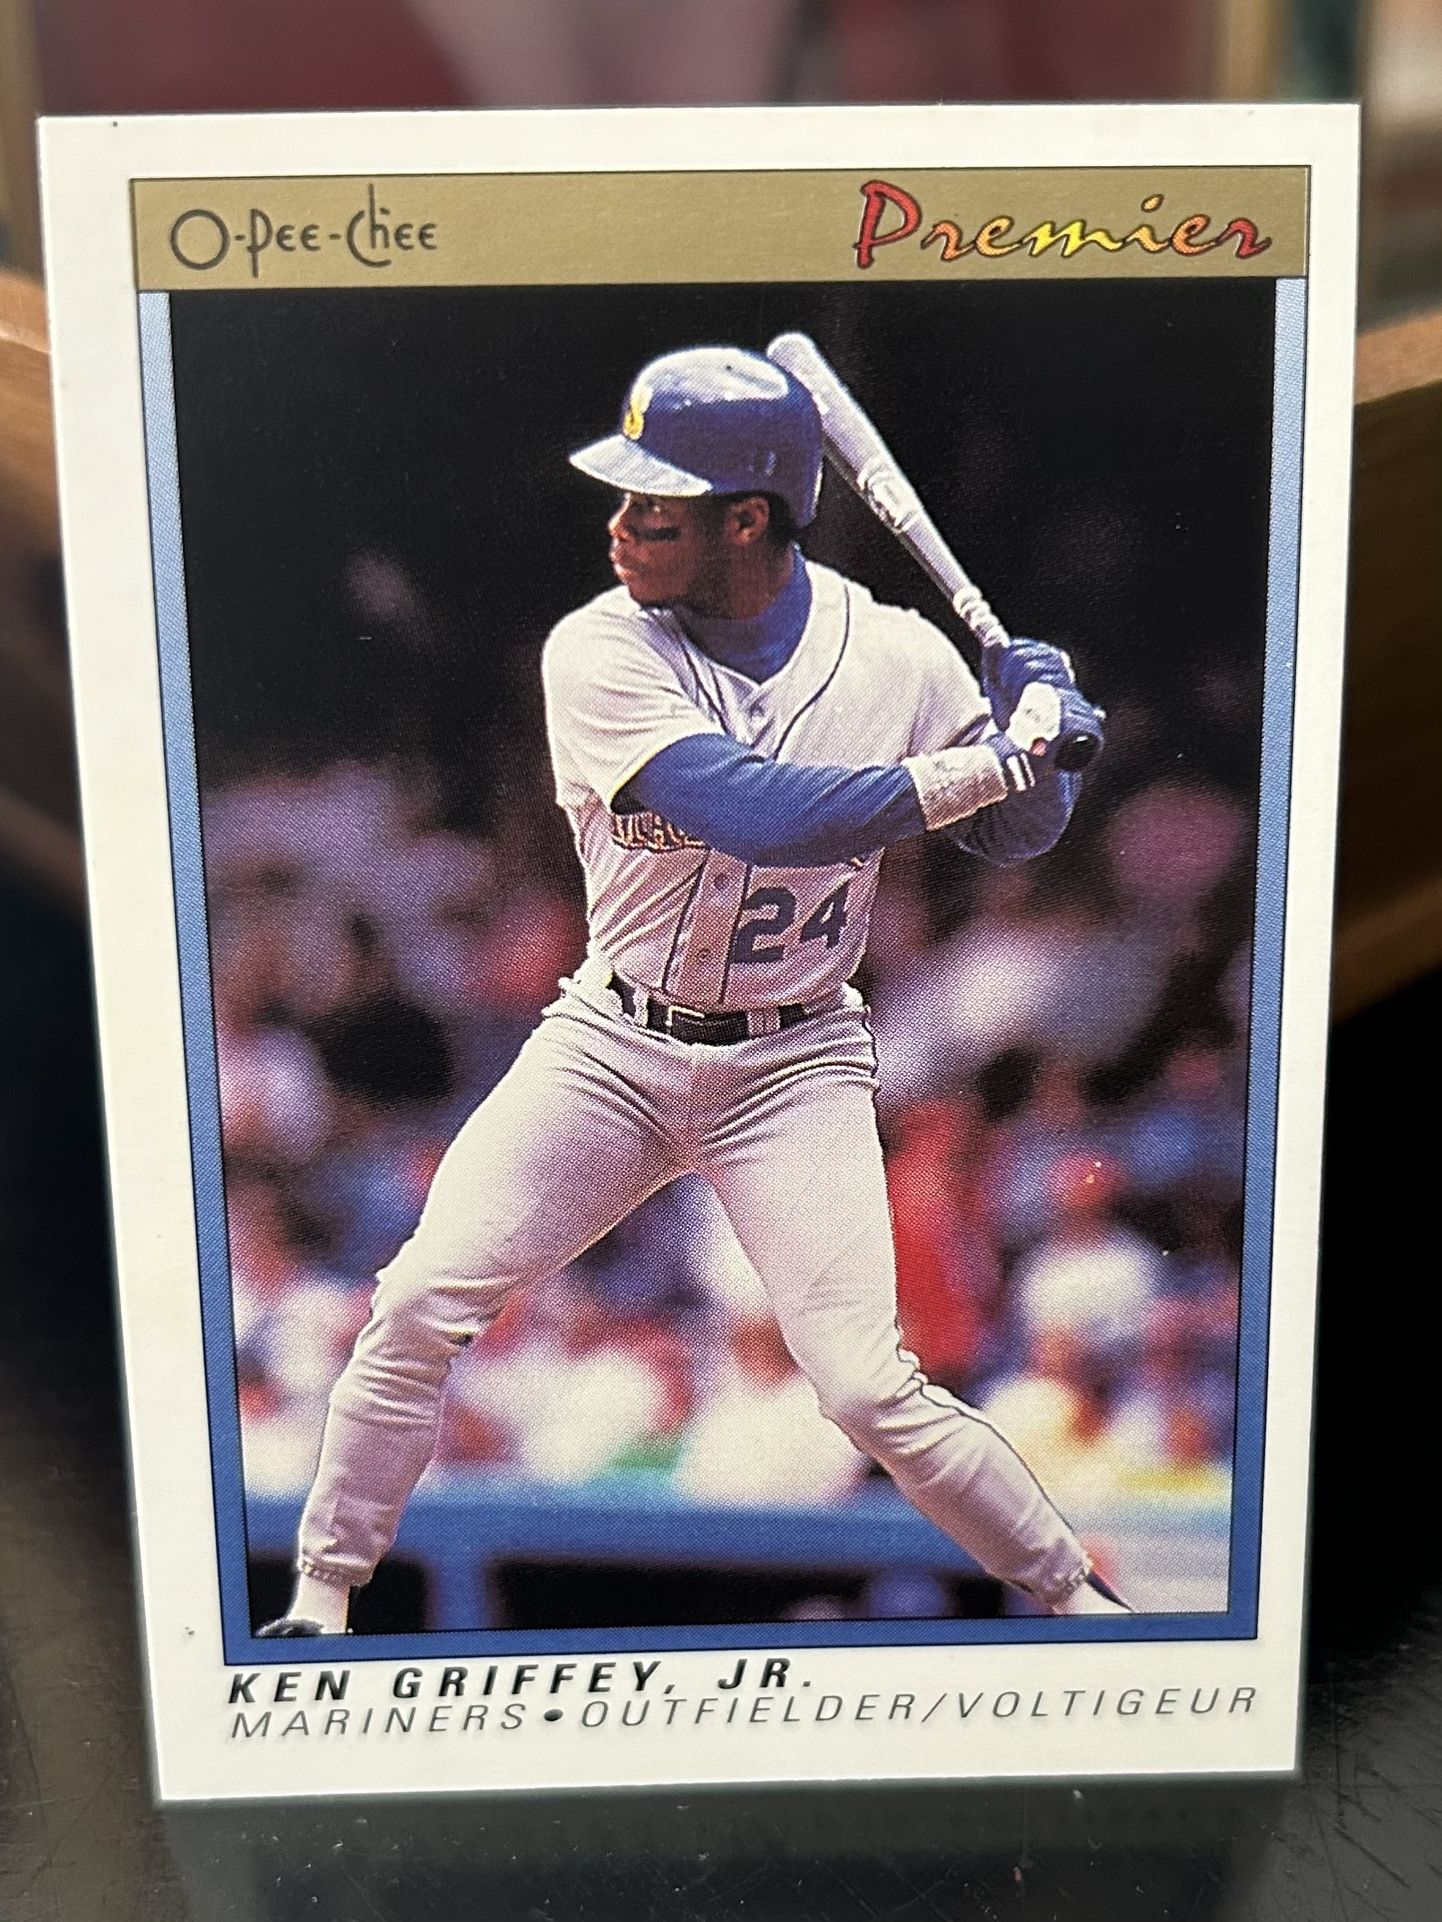 O-Pee-Chee Premier
24
KEN GRIFFEY, JR.
MARINERS•OUTFIELDER/VOLTIGEUR